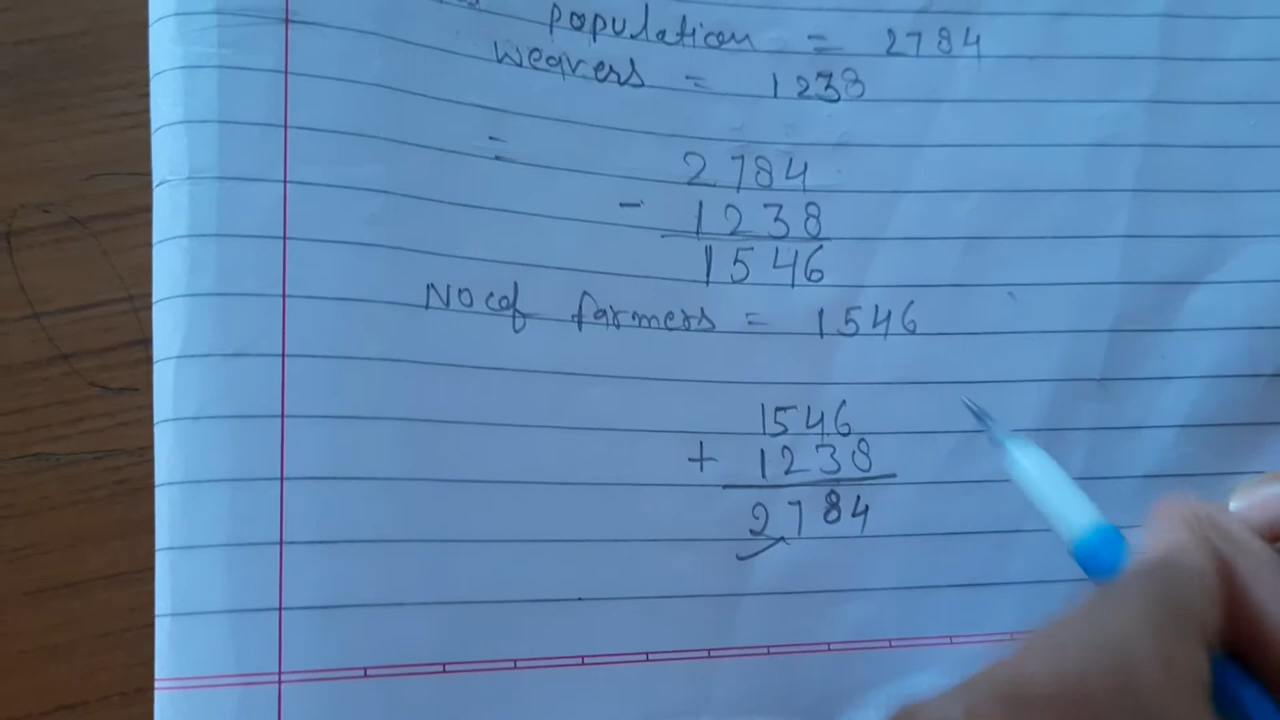 population = 2784
weavers = 1238
= 2784
- 1238
1546
No of farmers = 1546
1546
+ 1238
2784